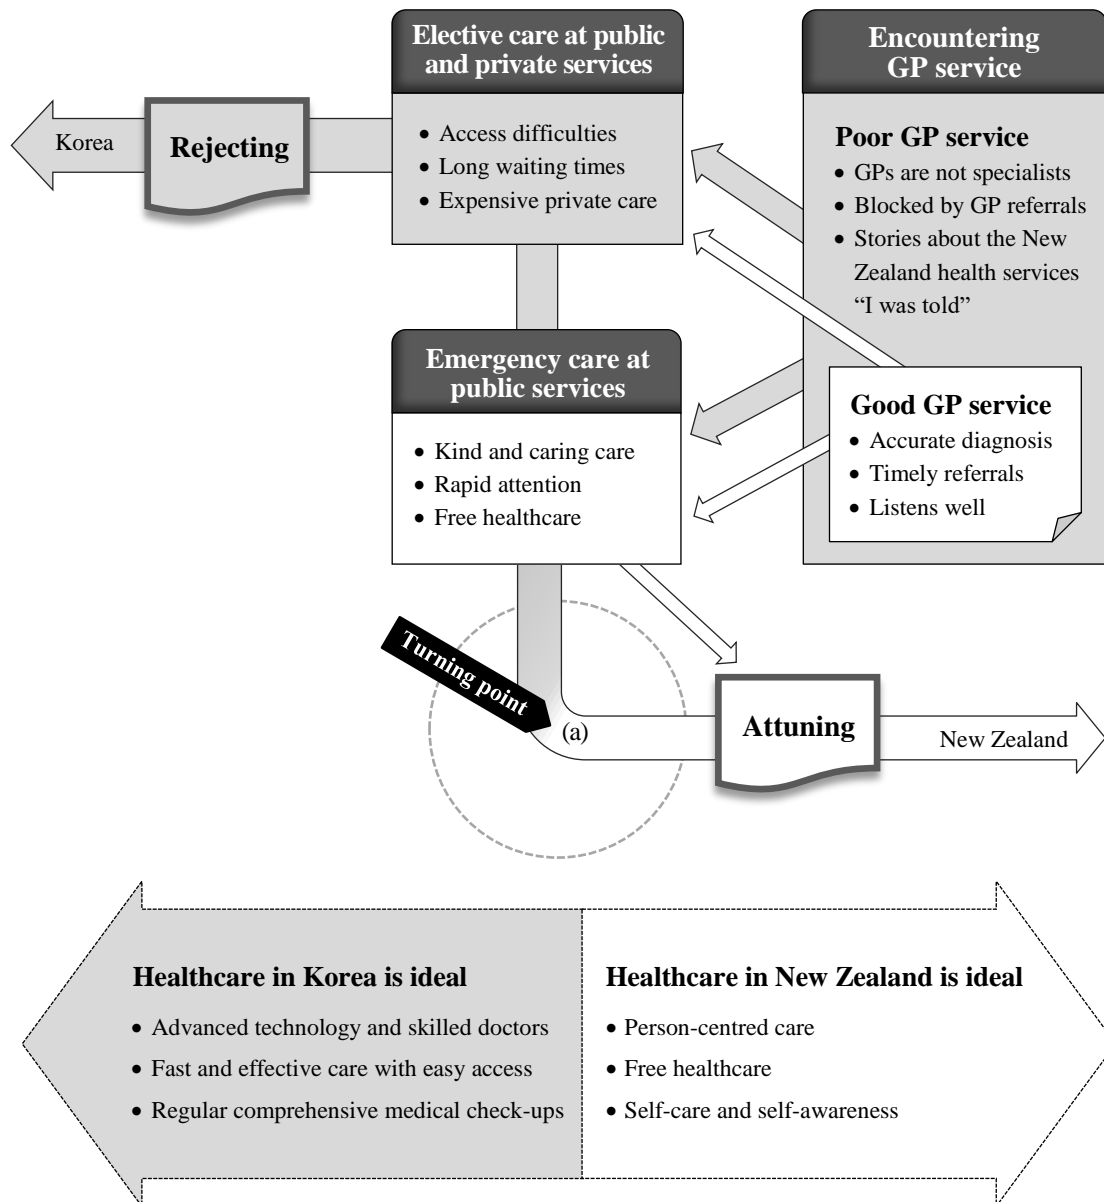 Elective care at public
and private services
• Access difficulties
• Long waiting times
• Expensive private care
Encountering
GP service
Poor GP service
• GPs are not specialists
• Blocked by GP referrals
• Stories about the New
Zealand health services
“I was told”
Good GP service
• Accurate diagnosis
• Timely referrals
• Listens well
Korea
Rejecting
Emergency care at
public services
• Kind and caring care
• Rapid attention
• Free healthcare
Turning point
(a)
Attuning
New Zealand
Healthcare in Korea is ideal
• Advanced technology and skilled doctors
• Fast and effective care with easy access
• Regular comprehensive medical check-ups
Healthcare in New Zealand is ideal
• Person-centred care
• Free healthcare
• Self-care and self-awareness